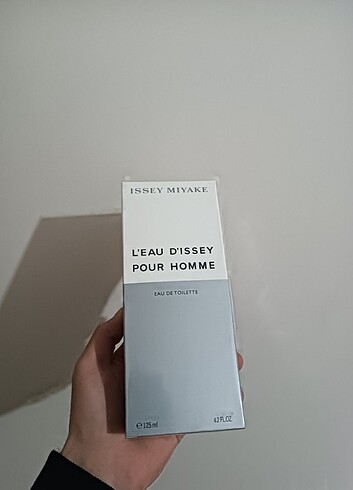 ISSEY MIYAKE
L'EAU D'ISSEY
POUR HOMME
EAU DE TOILETTE
℮ 125 ml 4.2 FL.OZ